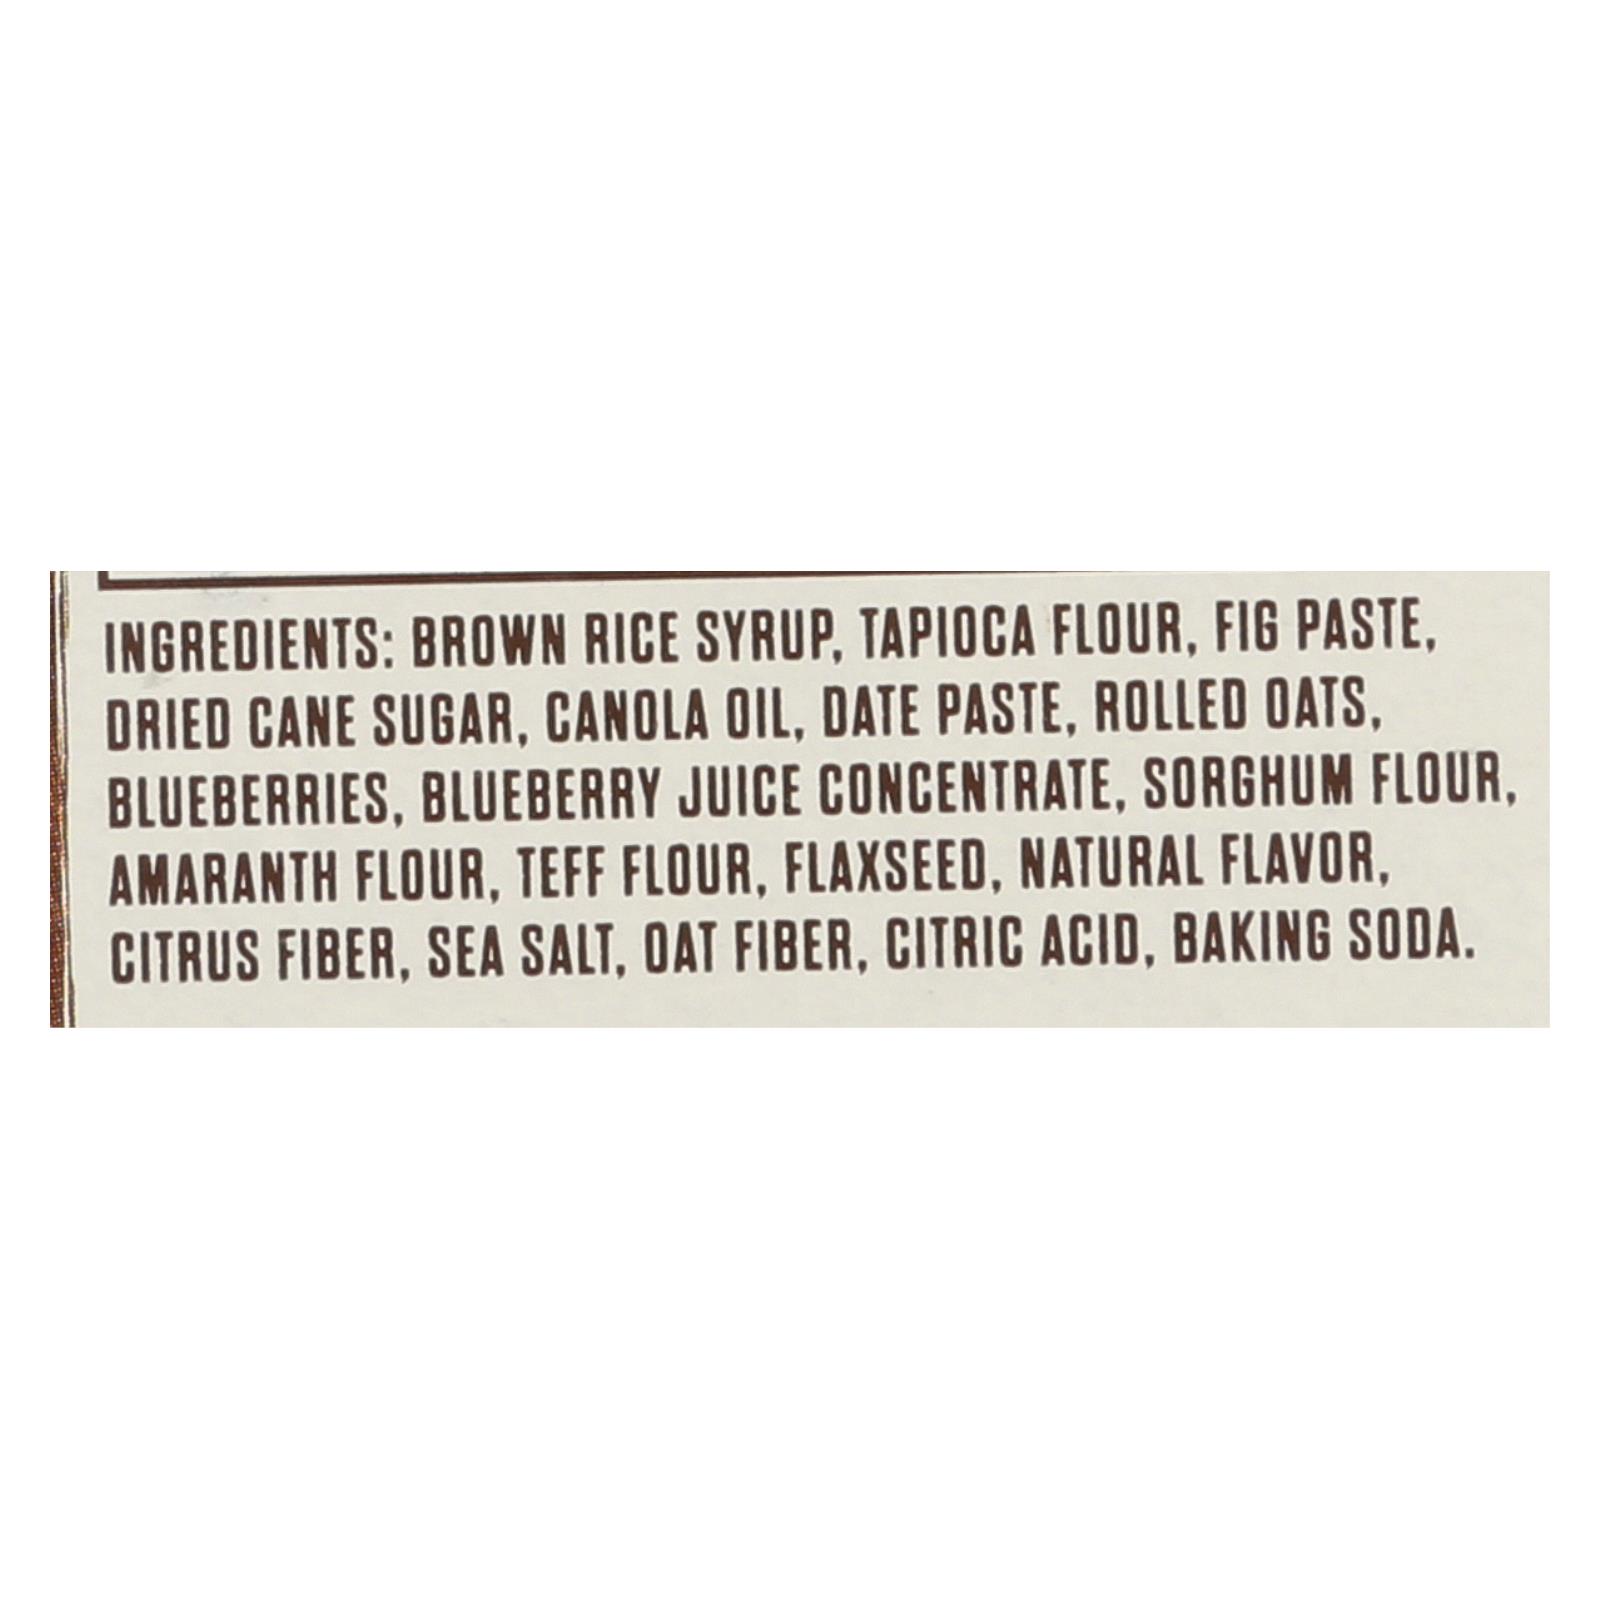 INGREDIENTS: BROWN RICE SYRUP, TAPIOCA FLOUR, FIG PASTE,
DRIED CANE SUGAR, CANOLA OIL, DATE PASTE, ROLLED OATS,
BLUEBERRIES, BLUEBERRY JUICE CONCENTRATE, SORGHUM FLOUR,
AMARANTH FLOUR, TEFF FLOUR, FLAXSEED, NATURAL FLAVOR,
CITRUS FIBER, SEA SALT, OAT FIBER, CITRIC ACID, BAKING SODA.